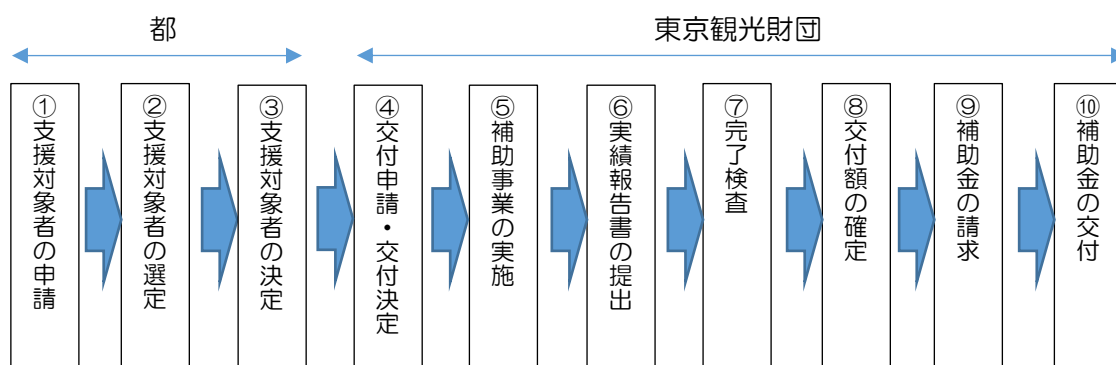 都
東京観光財団
①支援対象者の申請
②支援対象者の選定
③支援対象者の決定
④交付申請・交付決定
⑤補助事業の実施
⑥実績報告書の提出
⑦完了検査
⑧交付額の確定
⑨補助金の請求
⑩補助金の交付